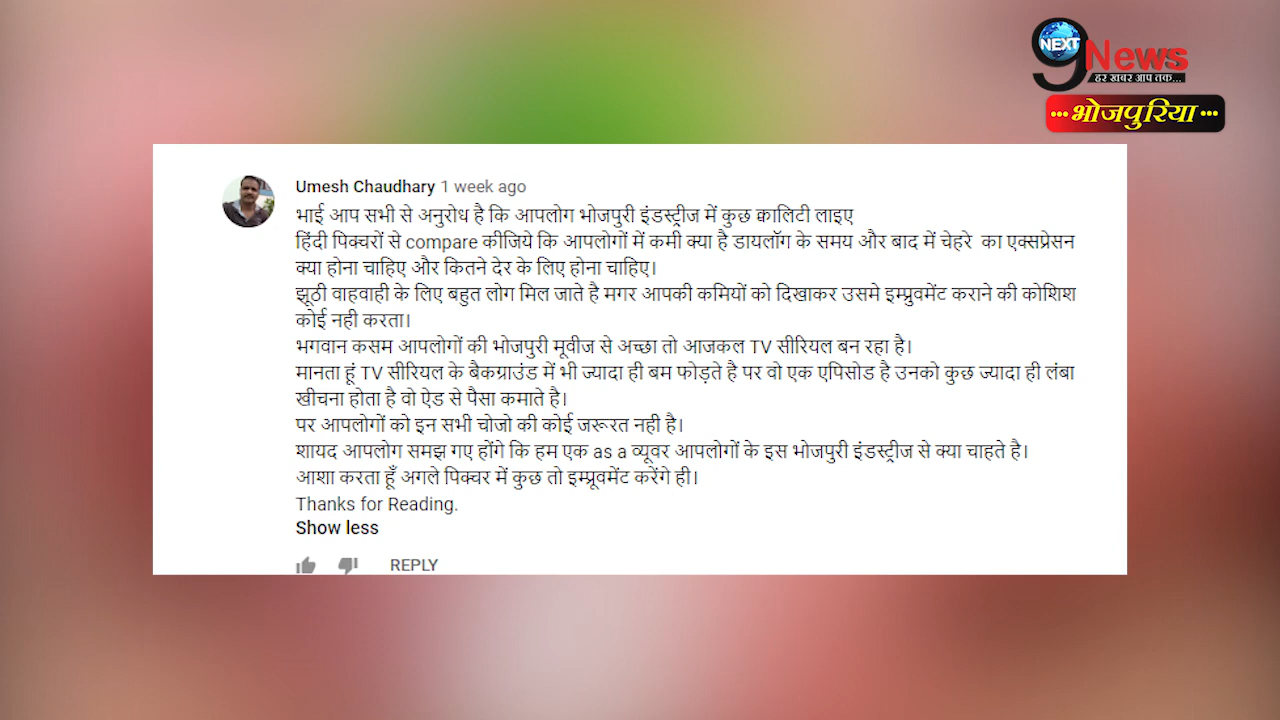 NEXT
9
News
हर खबर आप तक...
...भोजपुरिया...
Umesh Chaudhary 1 week ago
भाई आप सभी से अनुरोध है कि आपलोग भोजपुरी इंडस्ट्रीज में कुछ क्वालिटी लाइए
हिंदी पिक्चरों से compare कीजिये कि आपलोगों में कमी क्या है डायलॉग के समय और बाद में चेहरे का एक्सप्रेसन
क्या होना चाहिए और कितने देर के लिए होना चाहिए।
झूठी वाहवाही के लिए बहुत लोग मिल जाते है मगर आपकी कमियों को दिखाकर उसमे इम्प्रुवमेंट कराने की कोशिश
कोई नही करता।
भगवान कसम आपलोगों की भोजपुरी मूवीज से अच्छा तो आजकल TV सीरियल बन रहा है।
मानता हूं TV सीरियल के बैकग्राउंड में भी ज्यादा ही बम फोड़ते है पर वो एक एपिसोड है उनको कुछ ज्यादा ही लंबा
खीचना होता है वो ऐड से पैसा कमाते है।
पर आपलोगों को इन सभी चोजो की कोई जरूरत नही है।
शायद आपलोग समझ गए होंगे कि हम एक as a व्यूवर आपलोगों के इस भोजपुरी इंडस्ट्रीज से क्या चाहते है।
आशा करता हूँ अगले पिक्चर में कुछ तो इम्प्रूवमेंट करेंगे ही।
Thanks for Reading.
Show less
REPLY